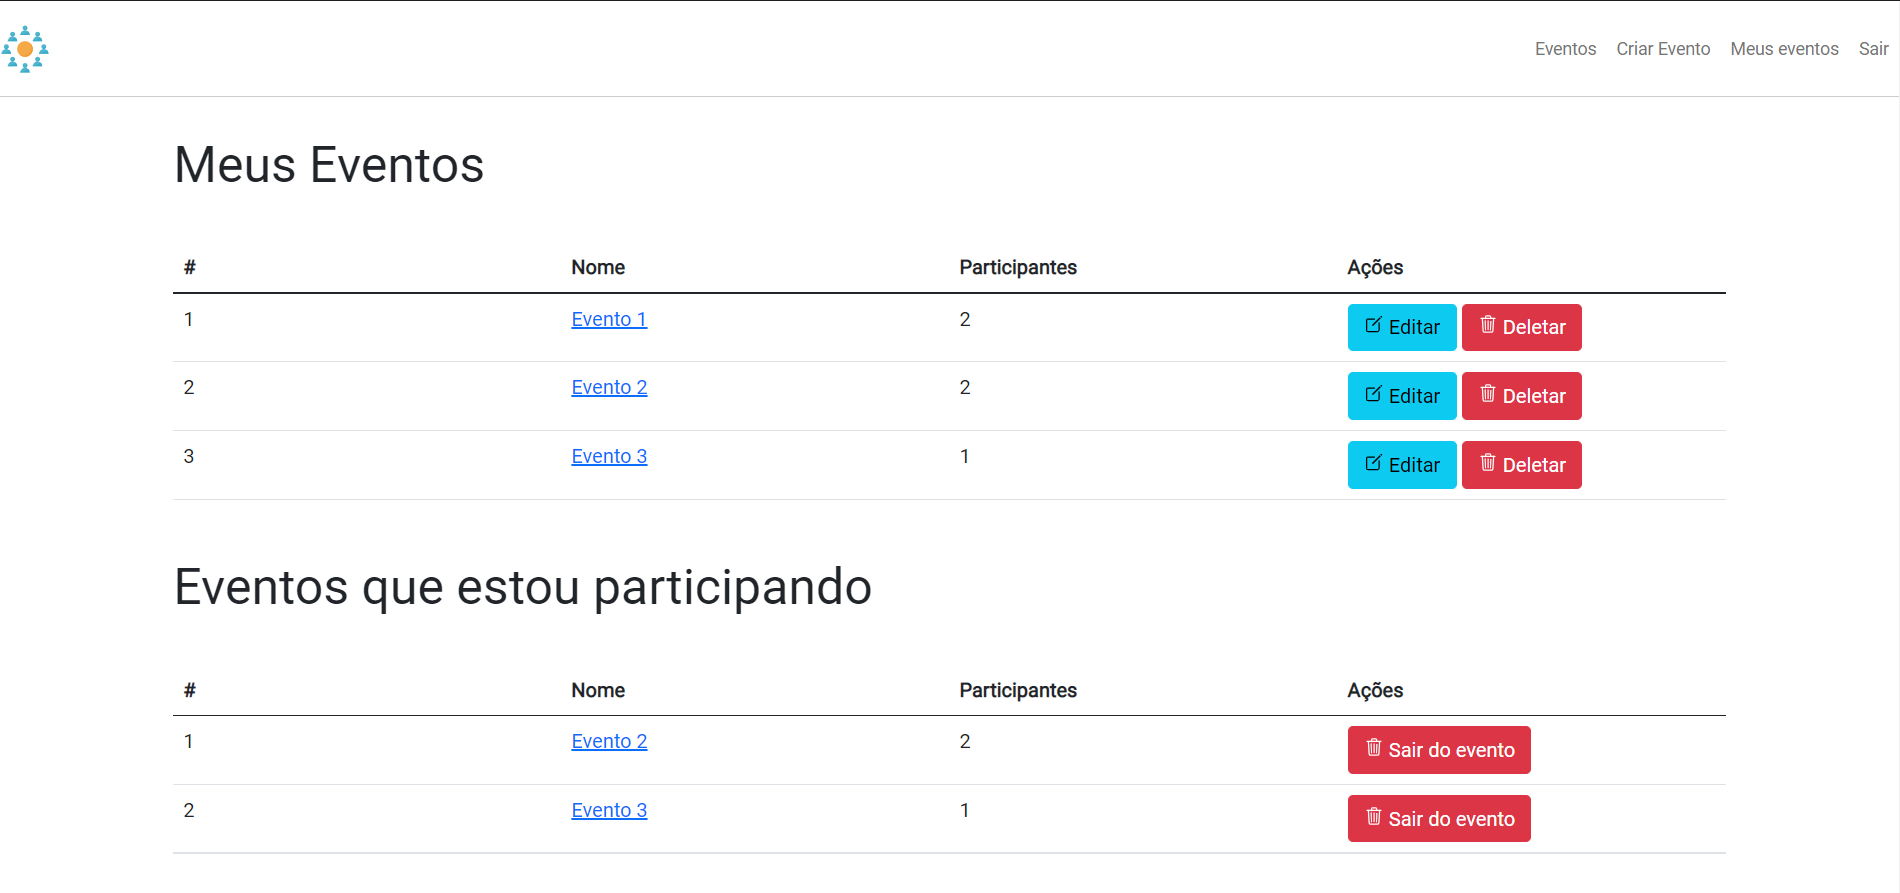 Eventos Criar Evento Meus eventos Sair
Meus Eventos
# Nome Participantes Ações
1 Evento 1 2 Editar Deletar
2 Evento 2 2 Editar Deletar
3 Evento 3 1 Editar Deletar
Eventos que estou participando
# Nome Participantes Ações
1 Evento 2 2 Sair do evento
2 Evento 3 1 Sair do evento